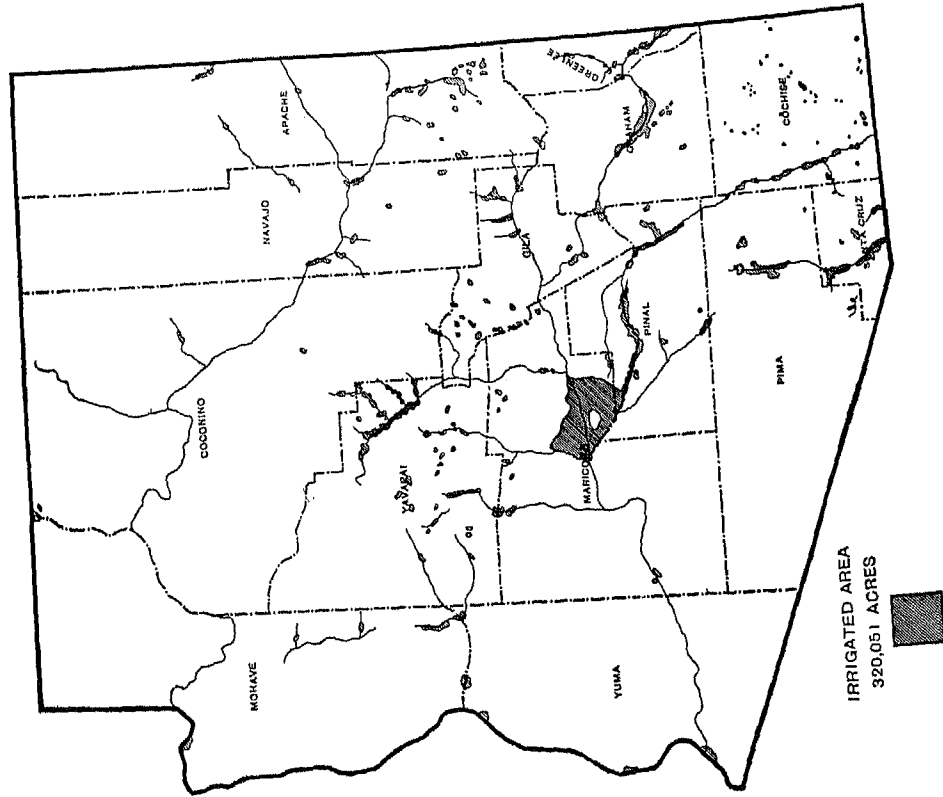 COCONINO
NAVAJO
APACHE
MOHAVE
YAVAPAI
GILA
GREENLEE
GRAHAM
MARICOPA
PINAL
YUMA
PIMA
COCHISE
SANTA CRUZ
IRRIGATED AREA
320,051 ACRES